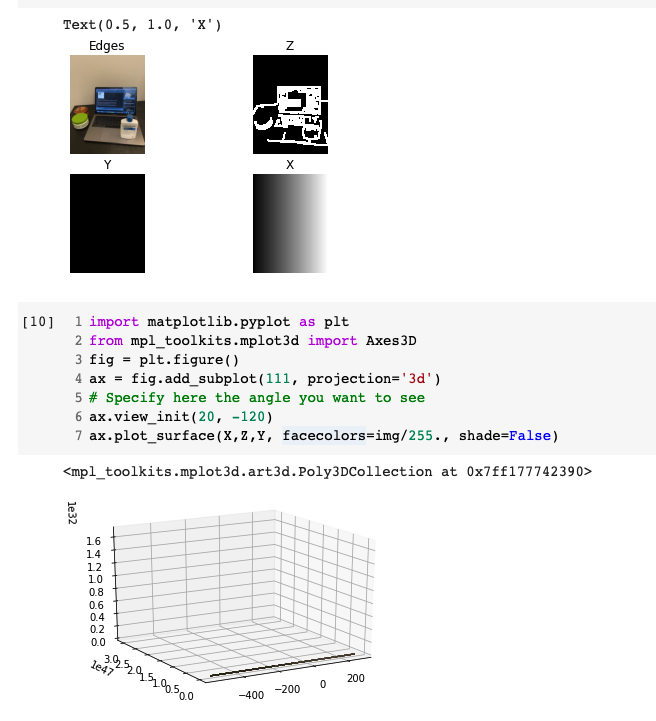 Text(0.5, 1.0, 'X')
Edges Z
Y X
[10] 1 import matplotlib.pyplot as plt
2 from mpl_toolkits.mplot3d import Axes3D
3 fig = plt.figure()
4 ax = fig.add_subplot(111, projection='3d')
5 # Specify here the angle you want to see
6 ax.view_init(20, -120)
7 ax.plot_surface(X,Z,Y, facecolors=img/255., shade=False)
<mpl_toolkits.mplot3d.art3d.Poly3DCollection at 0x7ff177742390>
1e32
1.6
1.4
1.2
1.0
0.8
0.6
0.4
0.2
0.0
1e47
3.0 2.5 2.0 1.5 1.0 0.5 0.0
-400 -200 0 200